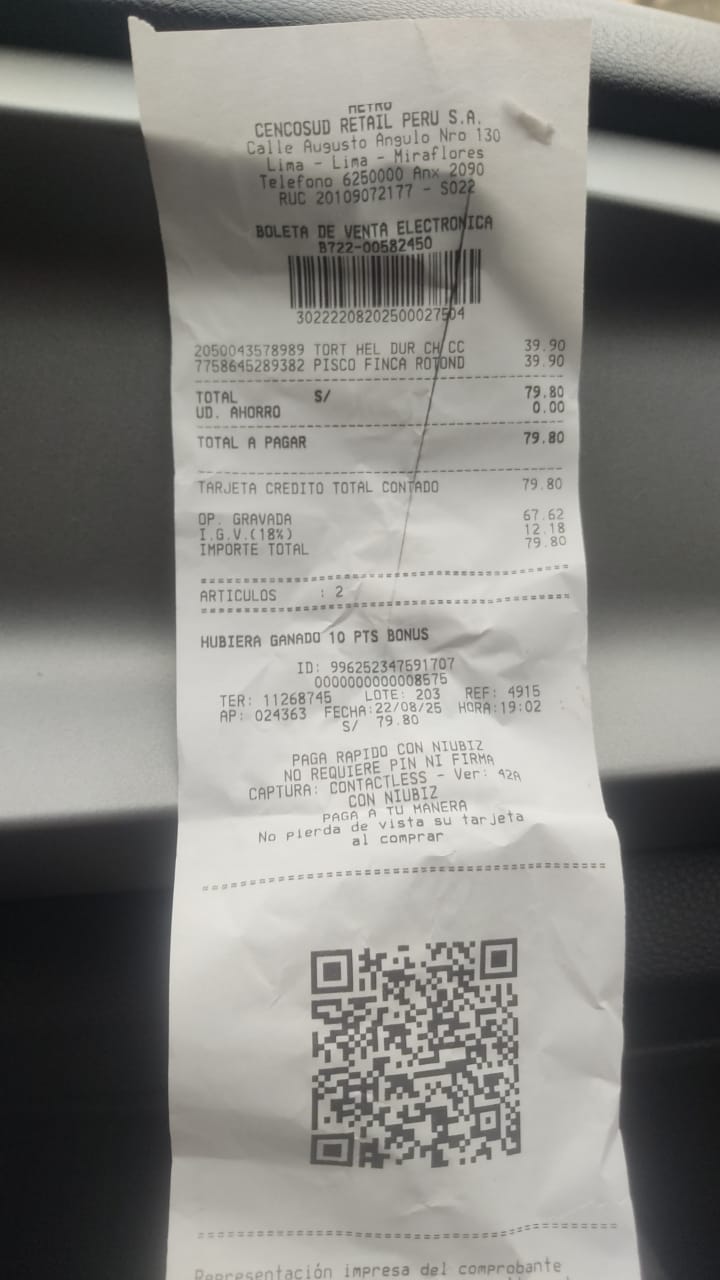 METRO
CENCOSUD RETAIL PERU S.A.
Calle Augusto Angulo Nro 130
Lima - Lima - Miraflores
Telefono 6250000 Anx 2090
RUC 20109072177 - S022
BOLETA DE VENTA ELECTRONICA
B722-00582450
30222208202500027504
2050043578989 TORT HEL DUR CH/CC 39.90
7758645289382 PISCO FINCA ROTOND 39.90
TOTAL S/ 79.80
UD. AHORRO 0.00
TOTAL A PAGAR 79.80
TARJETA CREDITO TOTAL CONTADO 79.80
OP. GRAVADA 67.62
I.G.V.(18%) 12.18
IMPORTE TOTAL 79.80
ARTICULOS : 2
HUBIERA GANADO 10 PTS BONUS
ID: 996252347591707
0000000000008575
TER: 11268745 LOTE: 203 REF: 4915
AP: 024363 FECHA:22/08/25 HORA:19:02
S/ 79.80
PAGA RAPIDO CON NIUBIZ
NO REQUIERE PIN NI FIRMA
CAPTURA: CONTACTLESS - Ver: 42A
CON NIUBIZ
PAGA A TU MANERA
No pierda de vista su tarjeta
al comprar
Representación impresa del comprobante